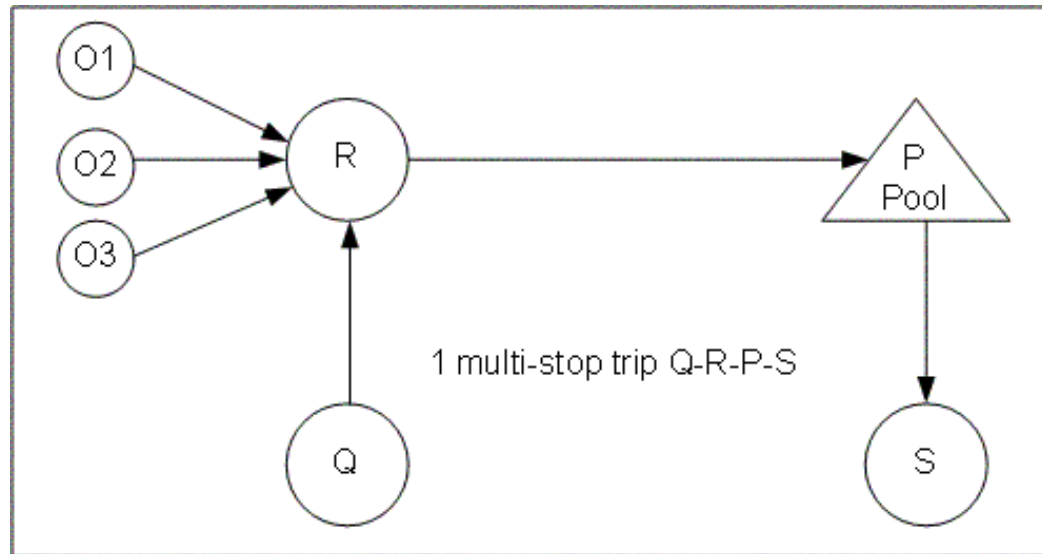 O1
O2
O3
R
P
Pool
1 multi-stop trip Q-R-P-S
Q
S